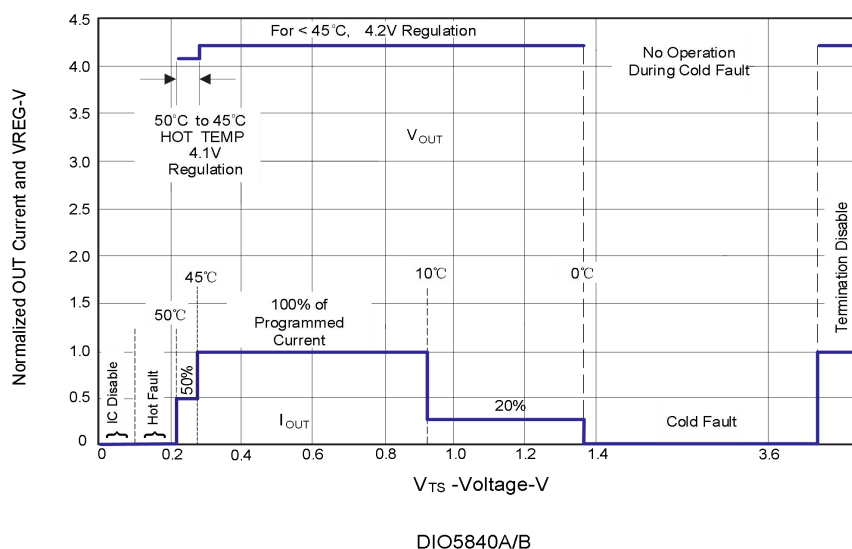 4.5
4.0
3.5
3.0
2.5
2.0
1.5
1.0
0.5
0
Normalized OUT Current and VREG-V
For < 45℃,   4.2V Regulation
No Operation
During Cold Fault
50℃ to 45℃
HOT TEMP
4.1V
Regulation
VOUT
Termination Disable
45℃
10℃
0℃
50℃
100% of
Programmed
Current
IC Disable
Hot Fault
50%
IOUT
20%
Cold Fault
0
0.2
0.4
0.6
0.8
1.0
1.2
1.4
3.6
VTS -Voltage-V
DIO5840A/B